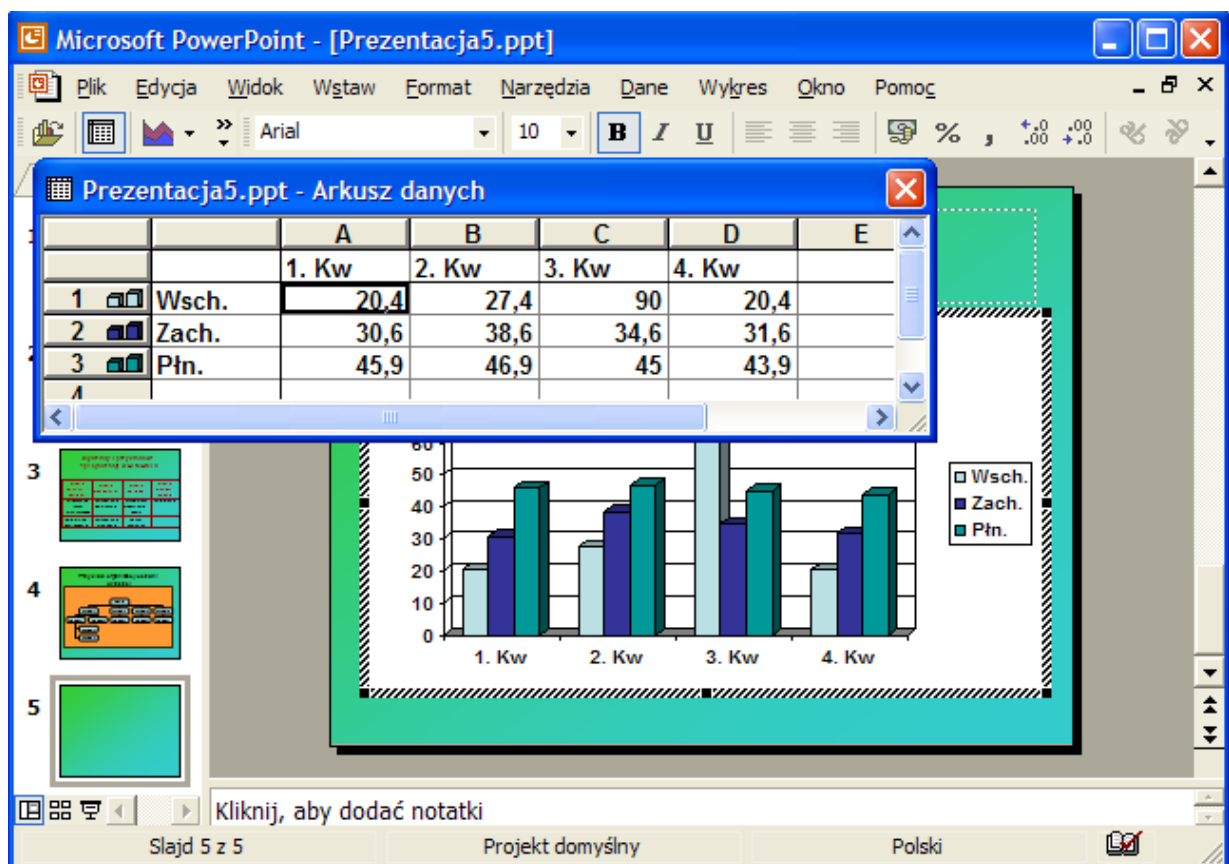 Microsoft PowerPoint - [Prezentacja5.ppt]
Plik Edycja Widok Wstaw Format Narzędzia Dane Wykres Okno Pomoc
Arial 10 B I U % , ,00
Prezentacja5.ppt - Arkusz danych
A B C D E
1. Kw 2. Kw 3. Kw 4. Kw
1 Wsch. 20,4 27,4 90 20,4
2 Zach. 30,6 38,6 34,6 31,6
3 Płn. 45,9 46,9 45 43,9
4
60
50
40
30
20
10
0
1. Kw 2. Kw 3. Kw 4. Kw
Wsch.
Zach.
Płn.
3
4
5
Kliknij, aby dodać notatki
Slajd 5 z 5 Projekt domyślny Polski